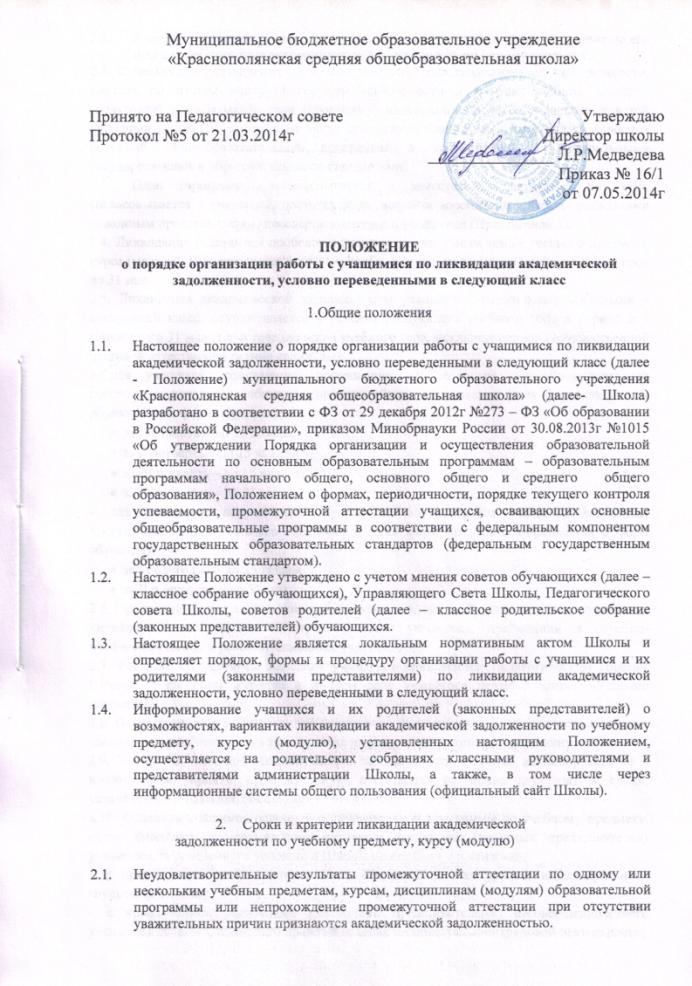 Муниципальное бюджетное образовательное учреждение
«Краснополянская средняя общеобразовательная школа»
Принято на Педагогическом совете
Протокол №5 от 21.03.2014г
Утверждаю
Директор школы
Л.Р.Медведева
Приказ № 16/1
от 07.05.2014г
ПОЛОЖЕНИЕ
о порядке организации работы с учащимися по ликвидации академической
задолженности, условно переведенными в следующий класс
1.Общие положения
1.1. Настоящее положение о порядке организации работы с учащимися по ликвидации
академической задолженности, условно переведенными в следующий класс (далее
- Положение) муниципального бюджетного образовательного учреждения
«Краснополянская средняя общеобразовательная школа» (далее- Школа)
разработано в соответствии с ФЗ от 29 декабря 2012г №273 – ФЗ «Об образовании
в Российской Федерации», приказом Минобрнауки России от 30.08.2013г №1015
«Об утверждении Порядка организации и осуществления образовательной
деятельности по основным образовательным программам – образовательным
программам начального общего, основного общего и среднего общего
образования», Положением о формах, периодичности, порядке текущего контроля
успеваемости, промежуточной аттестации учащихся, осваивающих основные
общеобразовательные программы в соответствии с федеральным компонентом
государственных образовательных стандартов (федеральным государственным
образовательным стандартом).
1.2. Настоящее Положение утверждено с учетом мнения советов обучающихся (далее –
классное собрание обучающихся), Управляющего Света Школы, Педагогического
совета Школы, советов родителей (далее – классное родительское собрание
(законных представителей) обучающихся.
1.3. Настоящее Положение является локальным нормативным актом Школы и
определяет порядок, формы и процедуру организации работы с учащимися и их
родителями (законными представителями) по ликвидации академической
задолженности, условно переведенными в следующий класс.
1.4. Информирование учащихся и их родителей (законных представителей) о
возможностях, вариантах ликвидации академической задолженности по учебному
предмету, курсу (модулю), установленных настоящим Положением,
осуществляется на родительских собраниях классными руководителями и
представителями администрации Школы, а также, в том числе через
информационные системы общего пользования (официальный сайт Школы).
2. Сроки и критерии ликвидации академической
задолженности по учебному предмету, курсу (модулю)
2.1. Неудовлетворительные результаты промежуточной аттестации по одному или
нескольким учебным предметам, курсам, дисциплинам (модулям) образовательной
программы или непрохождение промежуточной аттестации при отсутствии
уважительных причин признаются академической задолженностью.